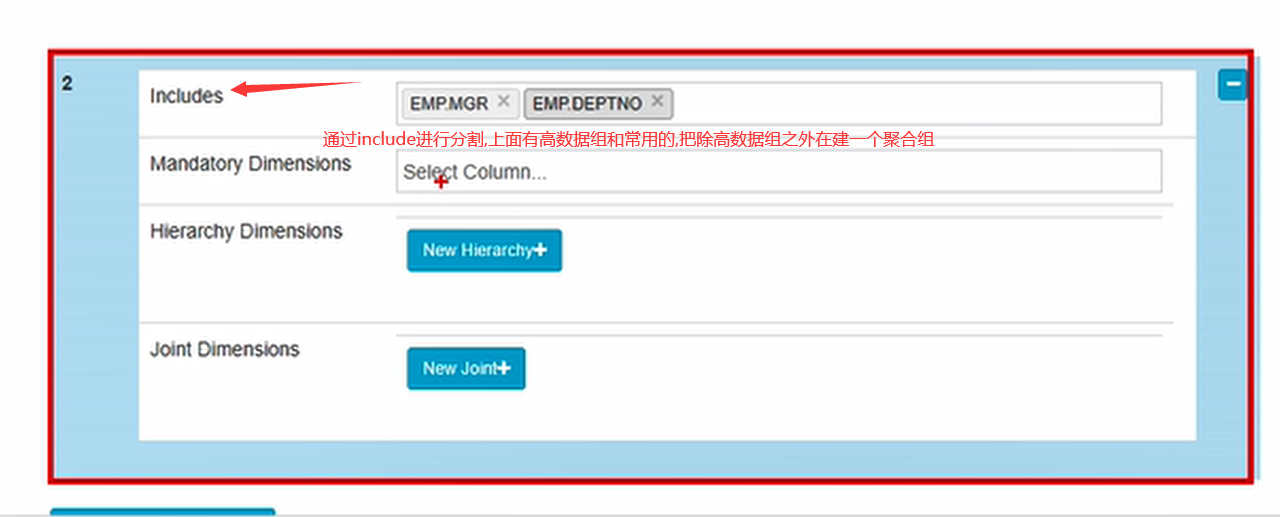 2
Includes
EMP.MGR ×
EMP.DEPTNO ×
通过include进行分割,上面有高数据组和常用的,把除高数据组之外在建一个聚合组
Mandatory Dimensions
Select Column...
Hierarchy Dimensions
New Hierarchy+
Joint Dimensions
New Joint+